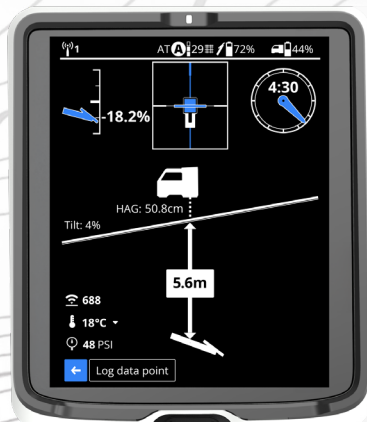 1
AT A 29 72% 44%
-18.2%
4:30
HAG: 50.8cm
Tilt: 4%
5.6m
688
18°C
48 PSI
Log data point